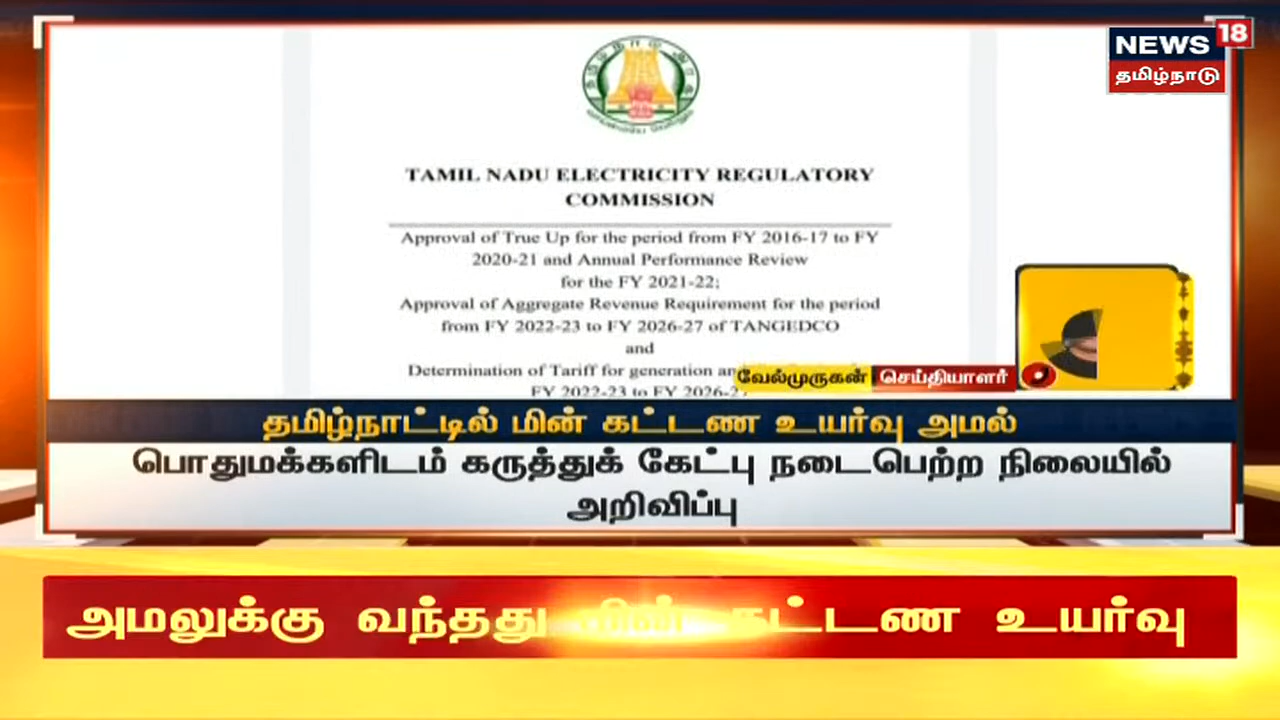 NEWS 18
தமிழ்நாடு
TAMIL NADU ELECTRICITY REGULATORY
COMMISSION
Approval of True Up for the period from FY 2016-17 to FY
2020-21 and Annual Performance Review
for the FY 2021-22;
Approval of Aggregate Revenue Requirement for the period
from FY 2022-23 to FY 2026-27 of TANGEDCO
and
Determination of Tariff for generation
FY 2022-23 to FY
வேல்முருகன் செய்தியாளர்
தமிழ்நாட்டில் மின் கட்டண உயர்வு அமல்
பொதுமக்களிடம் கருத்துக் கேட்பு நடைபெற்ற நிலையில்
அறிவிப்பு
அமலுக்கு வந்தது மின் கட்டண உயர்வு